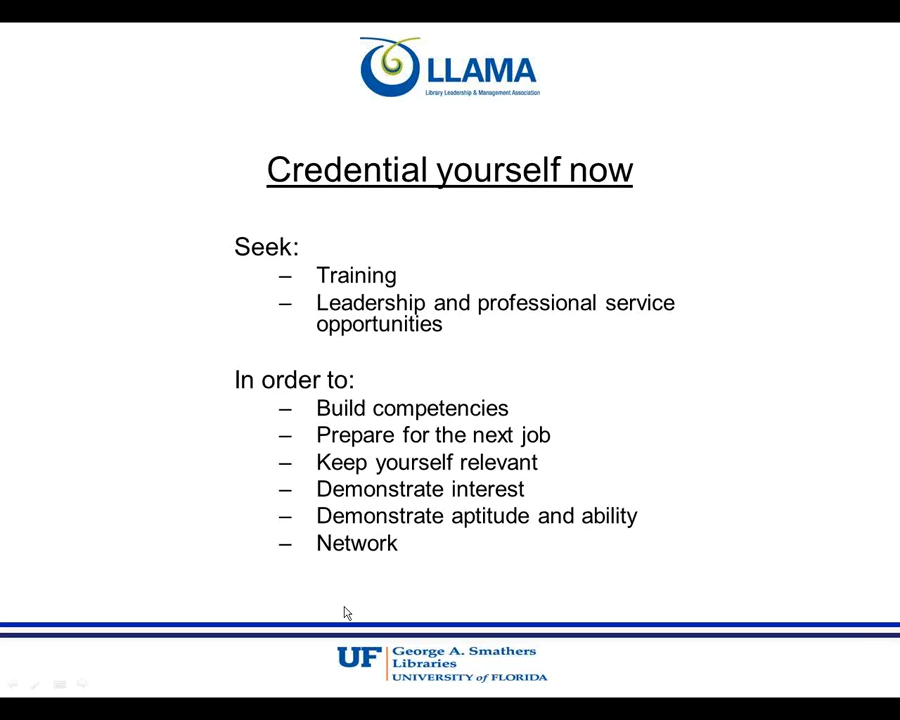 LLAMA
Library Leadership & Management Association
Credential yourself now
Seek:
– Training
– Leadership and professional service
opportunities
In order to:
– Build competencies
– Prepare for the next job
– Keep yourself relevant
– Demonstrate interest
– Demonstrate aptitude and ability
– Network
UF George A. Smathers
Libraries
UNIVERSITY of FLORIDA